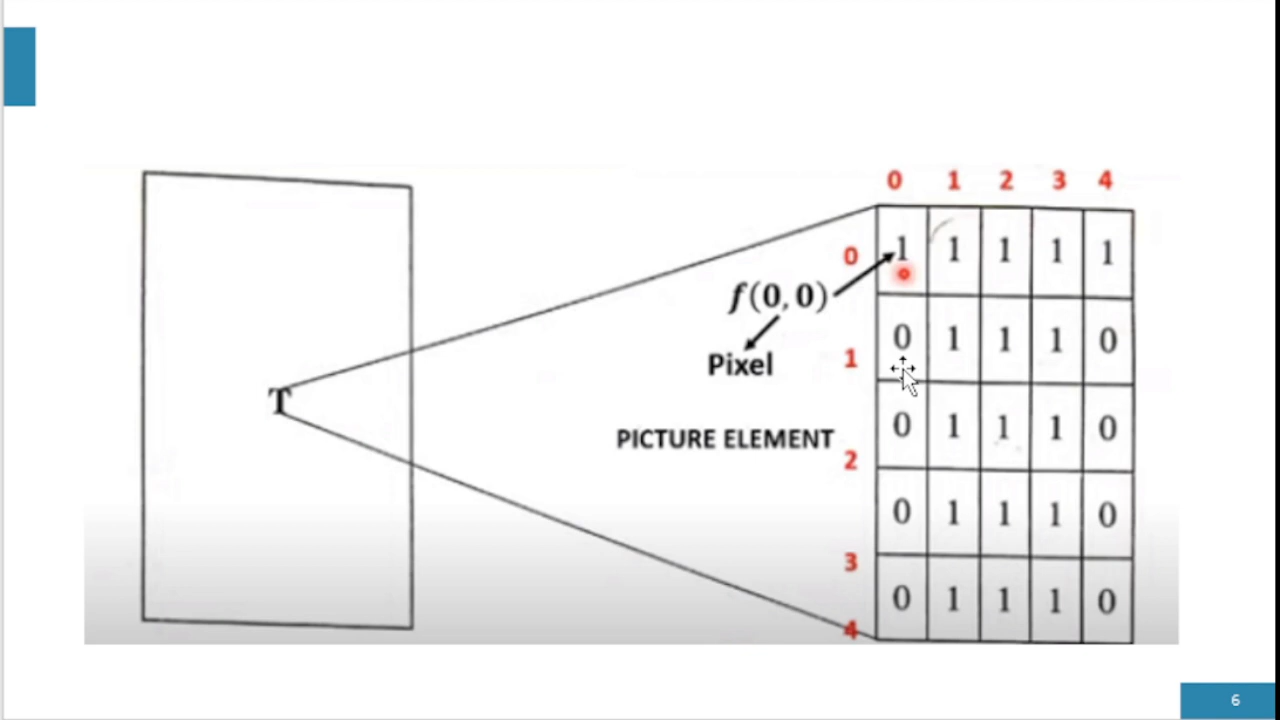 0 1 2 3 4
0 1 1 1 1 1
f(0,0)
1 0 1 1 1 0
Pixel
T
PICTURE ELEMENT
2 0 1 1 1 0
3 0 1 1 1 0
4 0 1 1 1 0
6